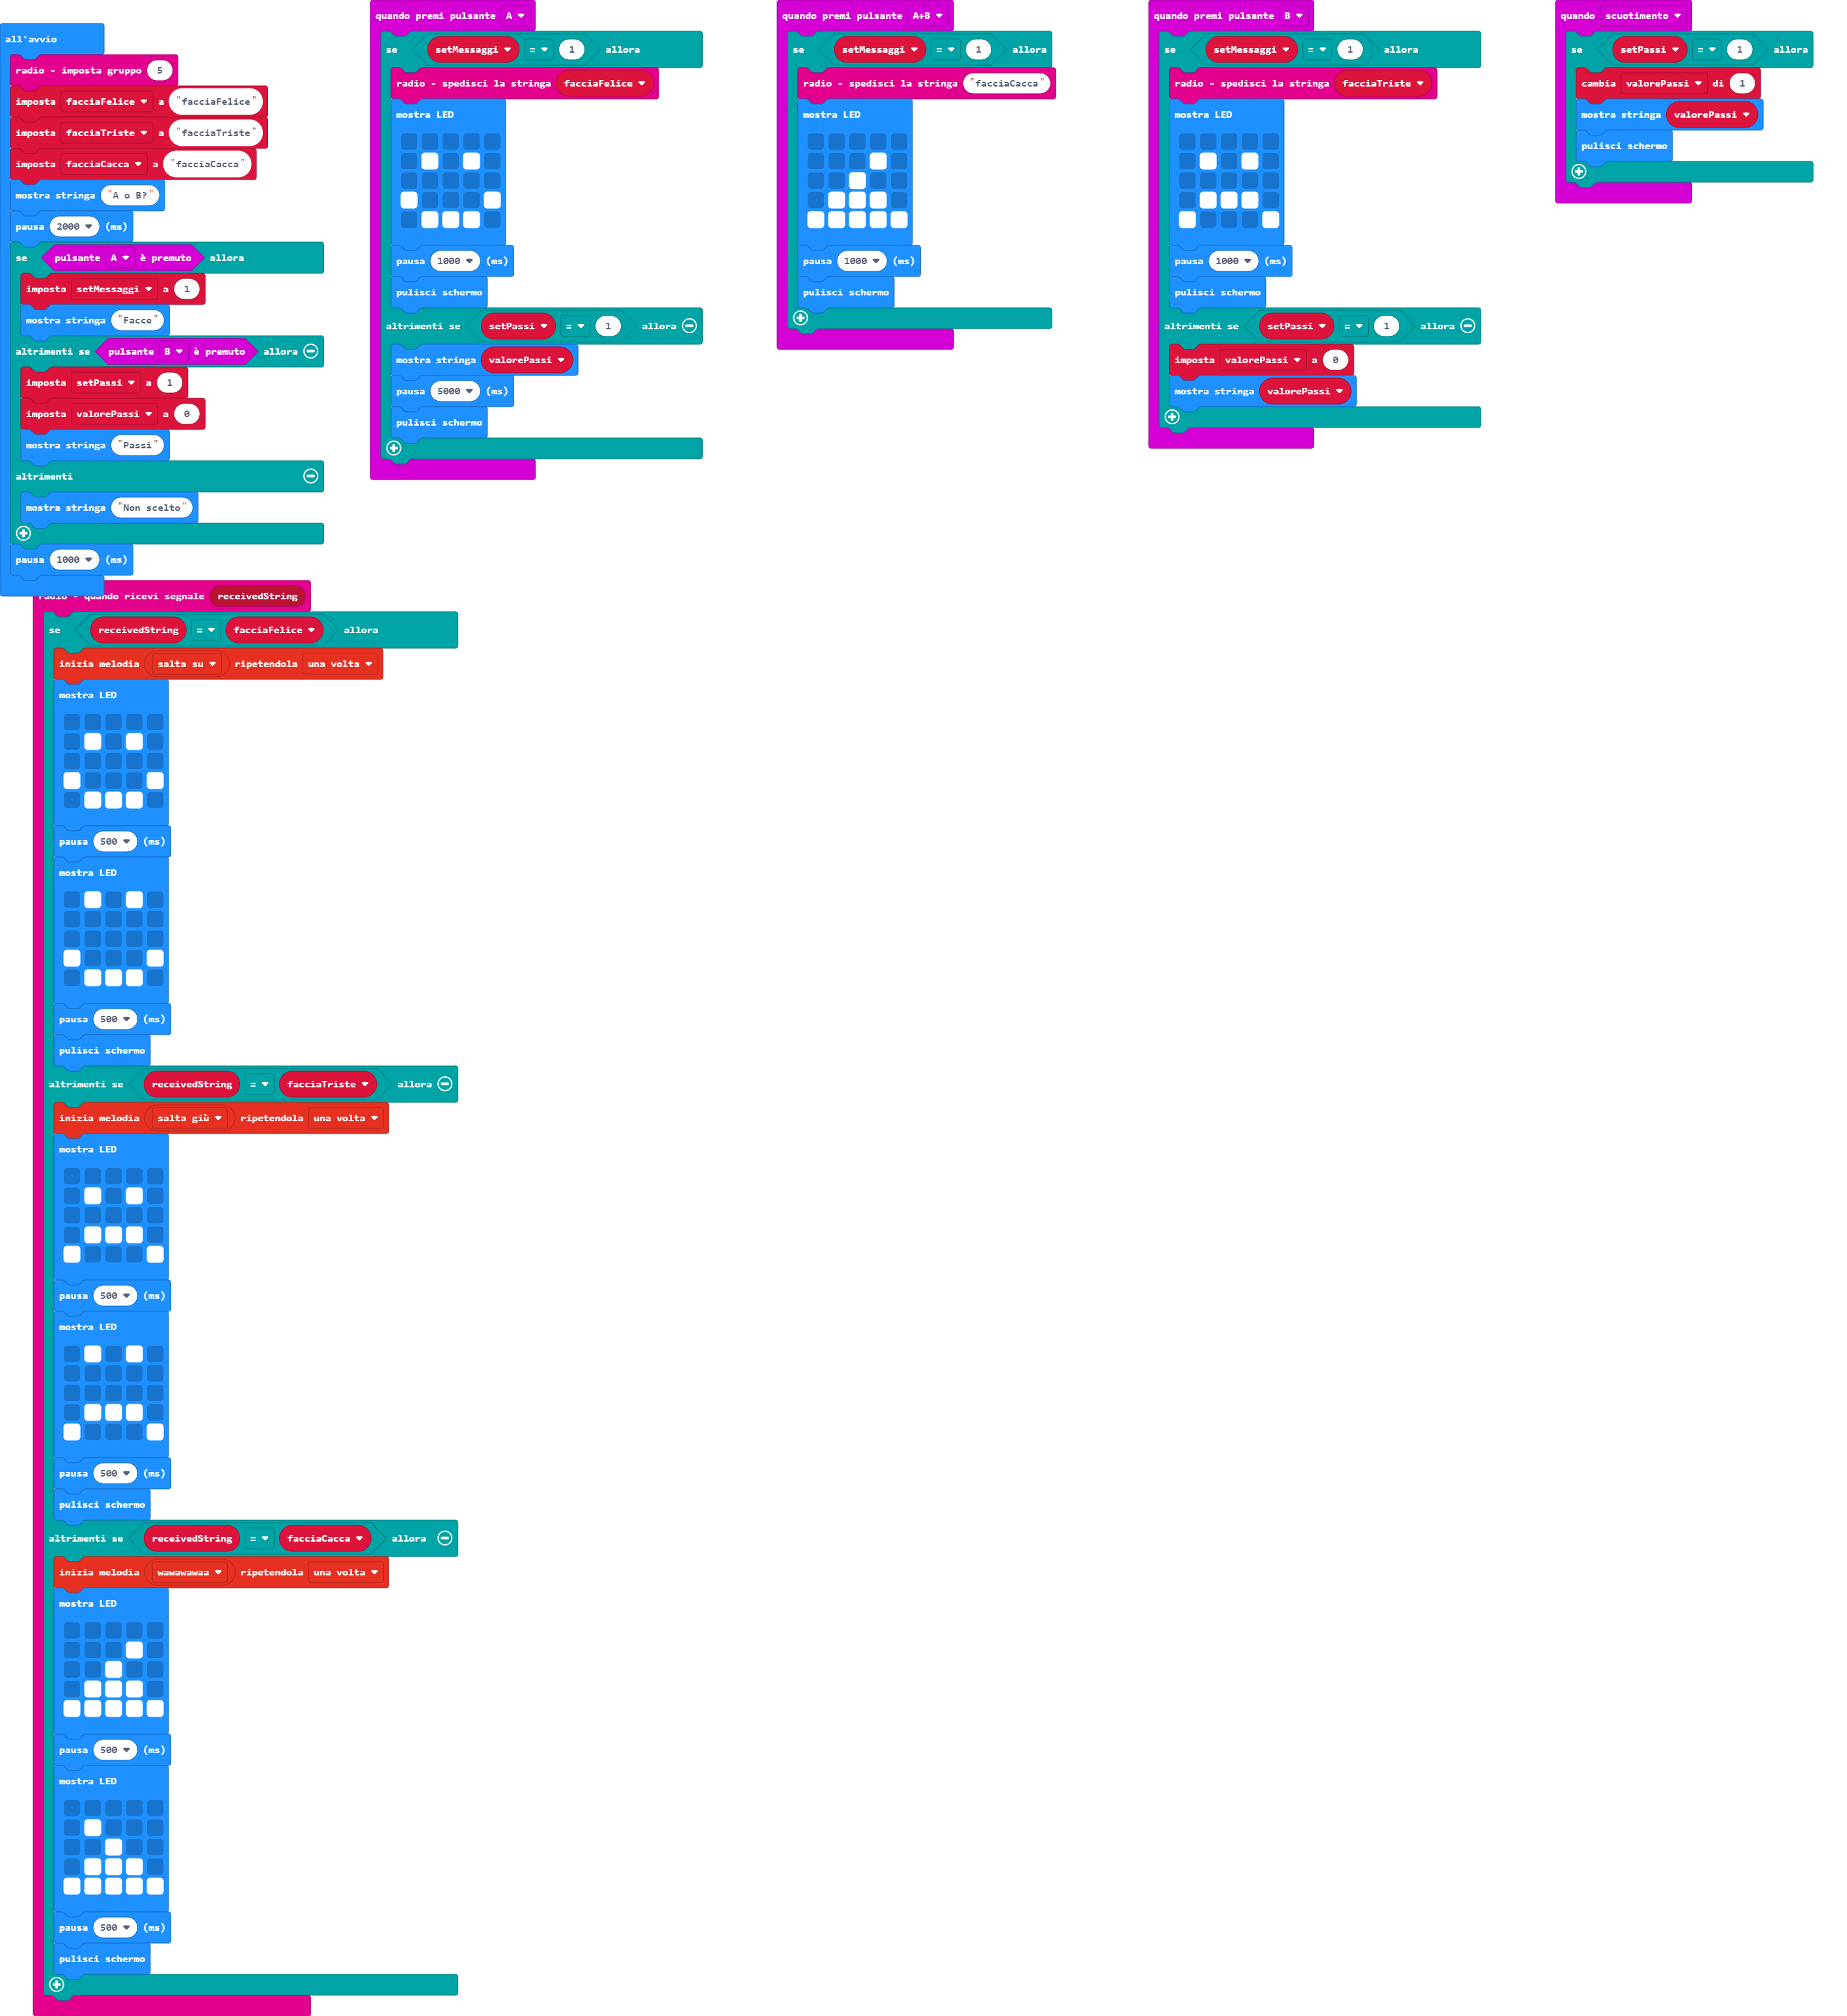 all'avvio
radio - imposta gruppo 5
imposta facciaFelice a "facciaFelice"
imposta facciaTriste a "facciaTriste"
imposta facciaCacca a "facciaCacca"
mostra stringa "A o B?"
pausa 2000 (ms)
se pulsante A è premuto allora
imposta setMessaggi a 1
mostra stringa "Facce"
altrimenti se pulsante B è premuto allora
imposta setPassi a 1
imposta valorePassi a 0
mostra stringa "Passi"
altrimenti
mostra stringa "Non scelto"
pausa 1000 (ms)
quando premi pulsante A
se setMessaggi = 1 allora
radio - spedisci la stringa facciaFelice
mostra LED
pausa 1000 (ms)
pulisci schermo
altrimenti se setPassi = 1 allora
mostra stringa valorePassi
pausa 5000 (ms)
pulisci schermo
quando premi pulsante A+B
se setMessaggi = 1 allora
radio - spedisci la stringa "facciaCacca"
mostra LED
pausa 1000 (ms)
pulisci schermo
quando premi pulsante B
se setMessaggi = 1 allora
radio - spedisci la stringa facciaTriste
mostra LED
pausa 1000 (ms)
pulisci schermo
altrimenti se setPassi = 1 allora
imposta valorePassi a 0
mostra stringa valorePassi
quando scuotimento
se setPassi = 1 allora
cambia valorePassi di 1
mostra stringa valorePassi
pulisci schermo
radio - quando ricevi segnale receivedString
se receivedString = facciaFelice allora
inizia melodia salta su ripetendola una volta
mostra LED
pausa 500 (ms)
mostra LED
pausa 500 (ms)
pulisci schermo
altrimenti se receivedString = facciaTriste allora
inizia melodia salta giù ripetendola una volta
mostra LED
pausa 500 (ms)
mostra LED
pausa 500 (ms)
pulisci schermo
altrimenti se receivedString = facciaCacca allora
inizia melodia wawawawaa ripetendola una volta
mostra LED
pausa 500 (ms)
mostra LED
pausa 500 (ms)
pulisci schermo